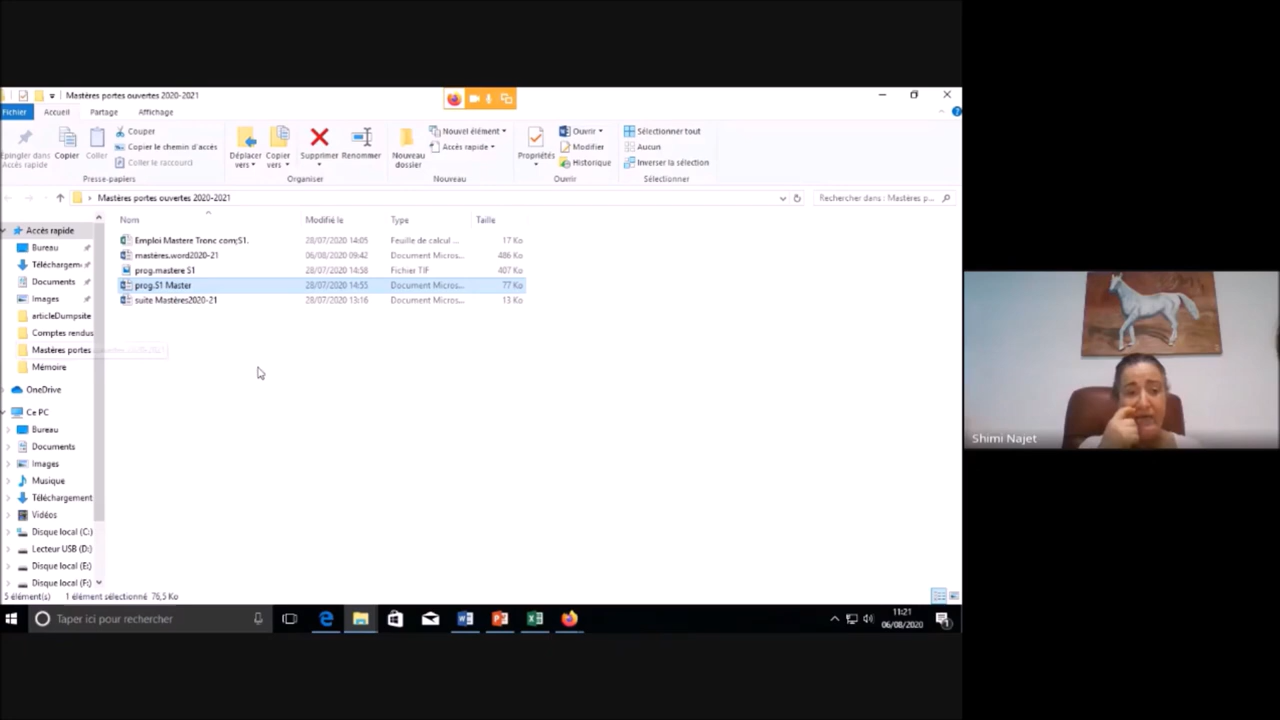 Mastères portes ouvertes 2020-2021
Fichier Accueil Partage Affichage
Épingler dans Accès rapide
Copier
Coller
Couper
Copier le chemin d'accès
Coller le raccourci
Presse-papiers
Déplacer vers
Copier vers
Supprimer
Renommer
Organiser
Nouveau dossier
Nouvel élément
Accès rapide
Nouveau
Propriétés
Ouvrir
Modifier
Historique
Ouvrir
Sélectionner tout
Aucun
Inverser la sélection
Sélectionner
Mastères portes ouvertes 2020-2021
Rechercher dans : Mastères p...
Nom Modifié le Type Taille
Emploi Mastere Tronc com;S1. 28/07/2020 14:05 Feuille de calcul ... 17 Ko
mastères.word2020-21 06/08/2020 09:42 Document Micros... 486 Ko
prog.mastere S1 28/07/2020 14:58 Fichier TIF 407 Ko
prog.S1 Master 28/07/2020 14:55 Document Micros... 77 Ko
suite Mastères2020-21 28/07/2020 13:16 Document Micros... 13 Ko
Accès rapide
Bureau
Téléchargem
Documents
Images
articleDumpsite
Comptes rendus
Mastères portes
Mémoire
OneDrive
Ce PC
Bureau
Documents
Images
Musique
Téléchargement
Vidéos
Disque local (C:)
Lecteur USB (D:)
Disque local (E:)
Disque local (F:)
5 élément(s) 1 élément sélectionné 76,5 Ko
Taper ici pour rechercher
11:21
06/08/2020
Shimi Najet